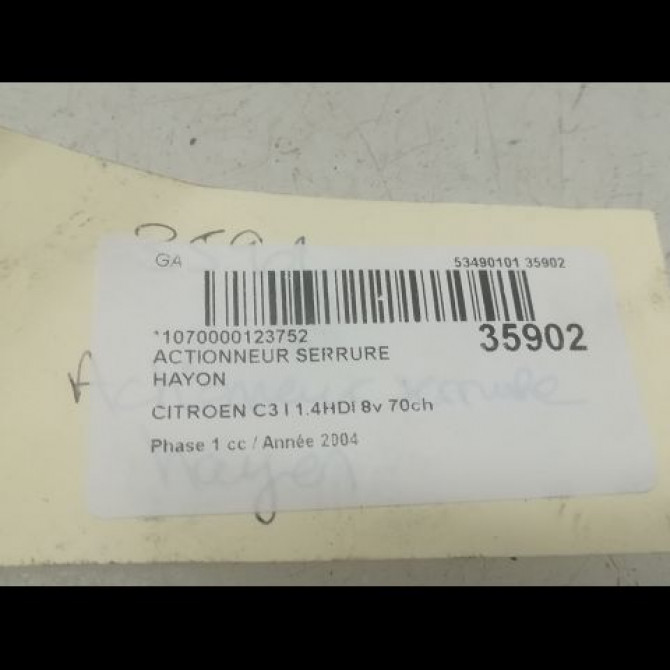 GA
53490101 35902
*1070000123752
35902
ACTIONNEUR SERRURE
HAYON
CITROEN C3 I 1.4HDI 8v 70ch
Phase 1 cc / Année 2004
Hayon